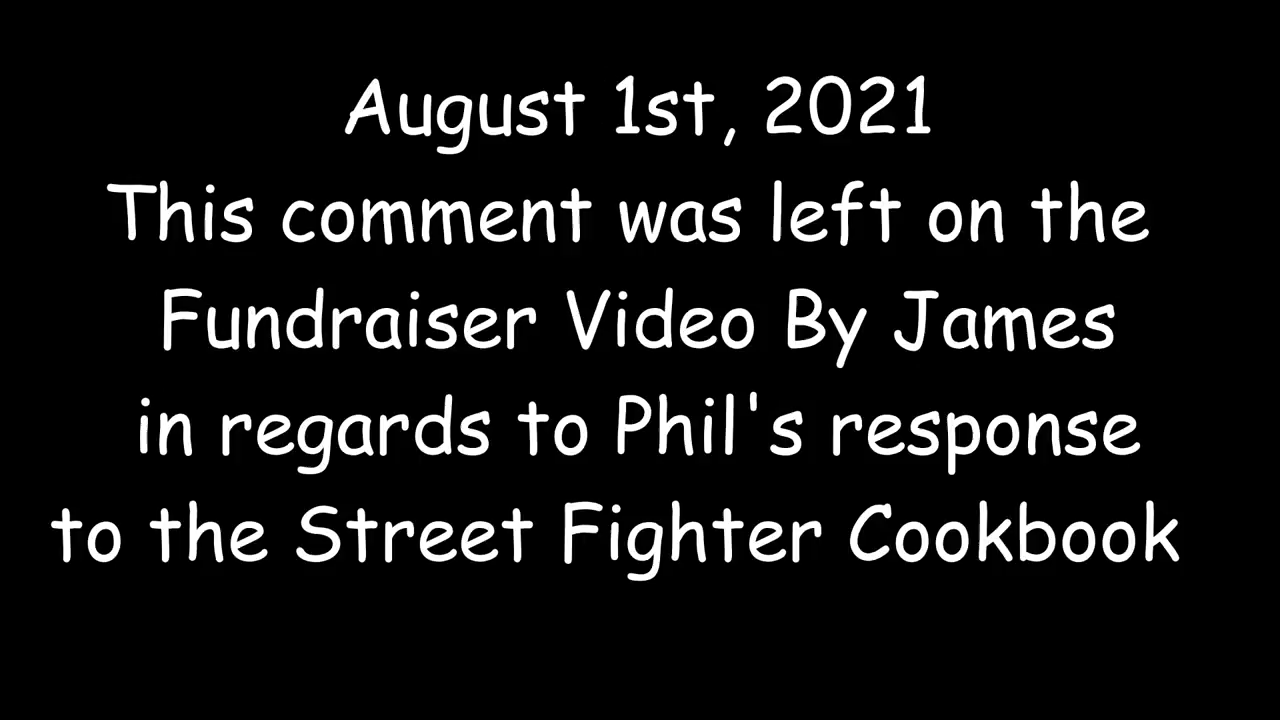 August 1st, 2021
This comment was left on the
Fundraiser Video By James
in regards to Phil's response
to the Street Fighter Cookbook